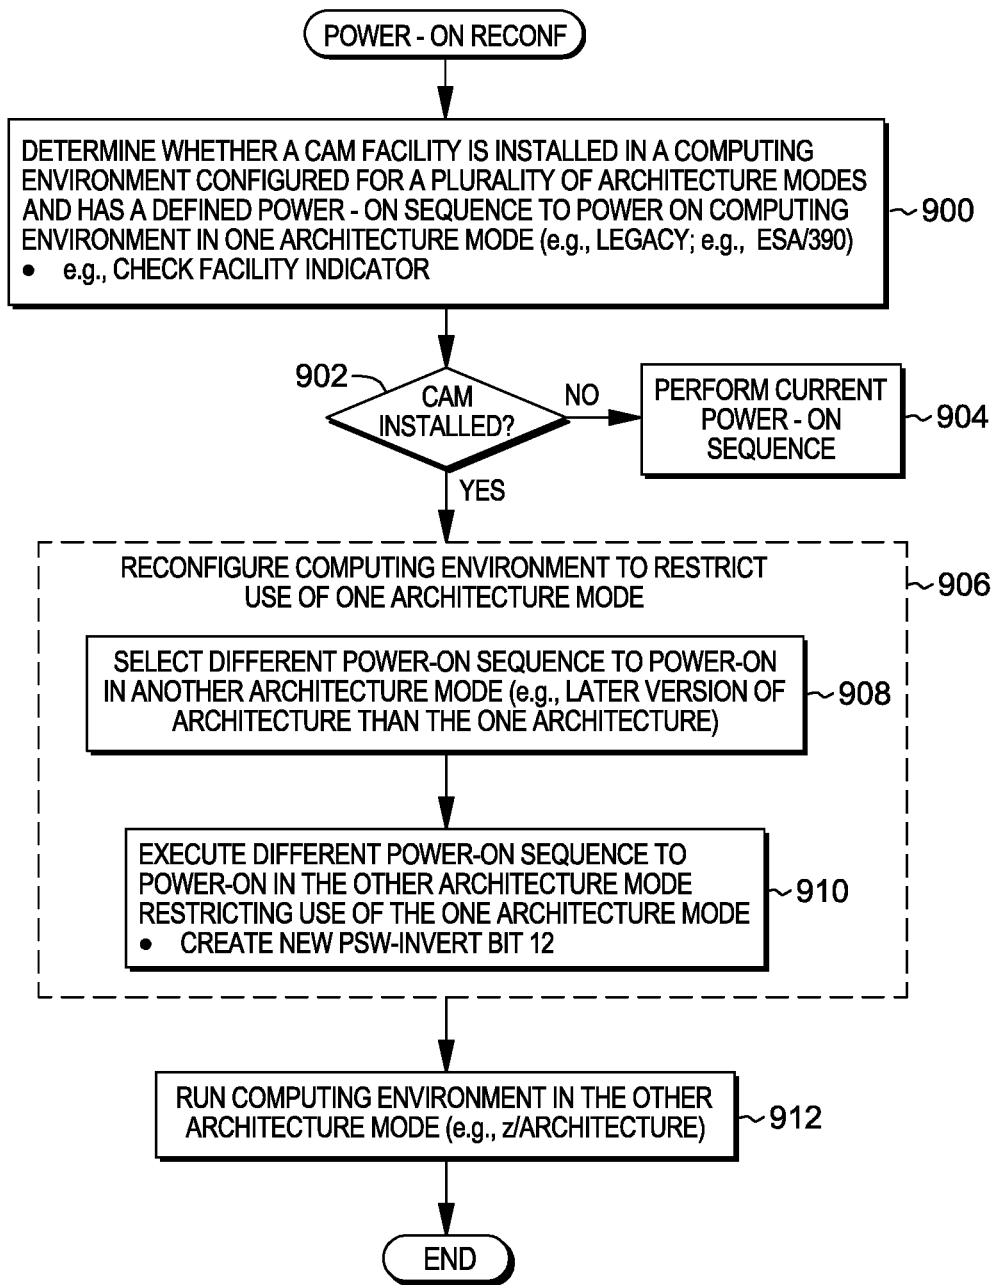 POWER - ON RECONF
DETERMINE WHETHER A CAM FACILITY IS INSTALLED IN A COMPUTING
ENVIRONMENT CONFIGURED FOR A PLURALITY OF ARCHITECTURE MODES
AND HAS A DEFINED POWER - ON SEQUENCE TO POWER ON COMPUTING
ENVIRONMENT IN ONE ARCHITECTURE MODE (e.g., LEGACY; e.g., ESA/390)
• e.g., CHECK FACILITY INDICATOR
900
902
CAM
INSTALLED?
NO
PERFORM CURRENT
POWER - ON
SEQUENCE
904
YES
RECONFIGURE COMPUTING ENVIRONMENT TO RESTRICT
USE OF ONE ARCHITECTURE MODE
906
SELECT DIFFERENT POWER-ON SEQUENCE TO POWER-ON
IN ANOTHER ARCHITECTURE MODE (e.g., LATER VERSION OF
ARCHITECTURE THAN THE ONE ARCHITECTURE)
908
EXECUTE DIFFERENT POWER-ON SEQUENCE TO
POWER-ON IN THE OTHER ARCHITECTURE MODE
RESTRICTING USE OF THE ONE ARCHITECTURE MODE
• CREATE NEW PSW-INVERT BIT 12
910
RUN COMPUTING ENVIRONMENT IN THE OTHER
ARCHITECTURE MODE (e.g., z/ARCHITECTURE)
912
END